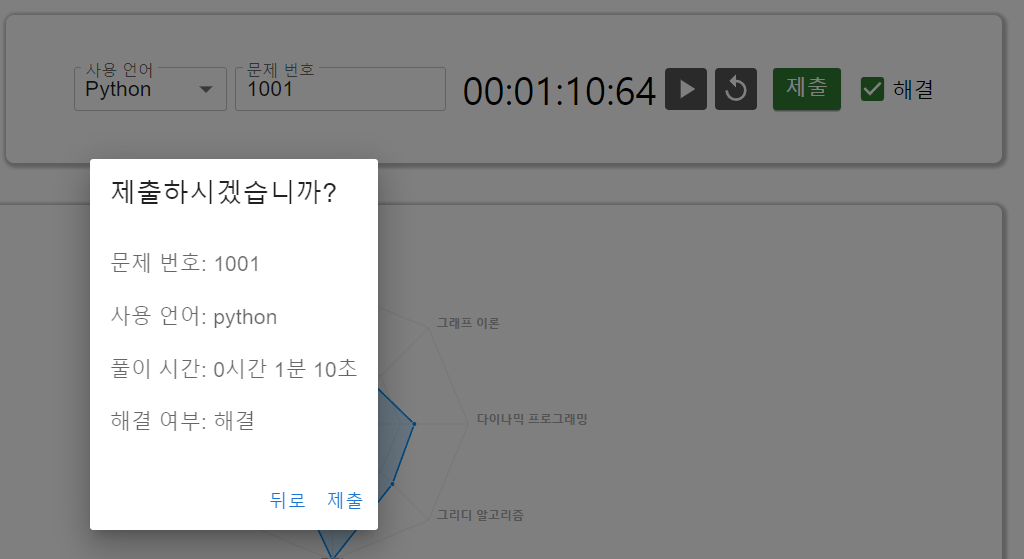 사용 언어
Python
문제 번호
1001
00:01:10:64
제출
해결
제출하시겠습니까?
문제 번호: 1001
사용 언어: python
풀이 시간: 0시간 1분 10초
해결 여부: 해결
뒤로 제출
그래프 이론
다이나믹 프로그래밍
그리디 알고리즘